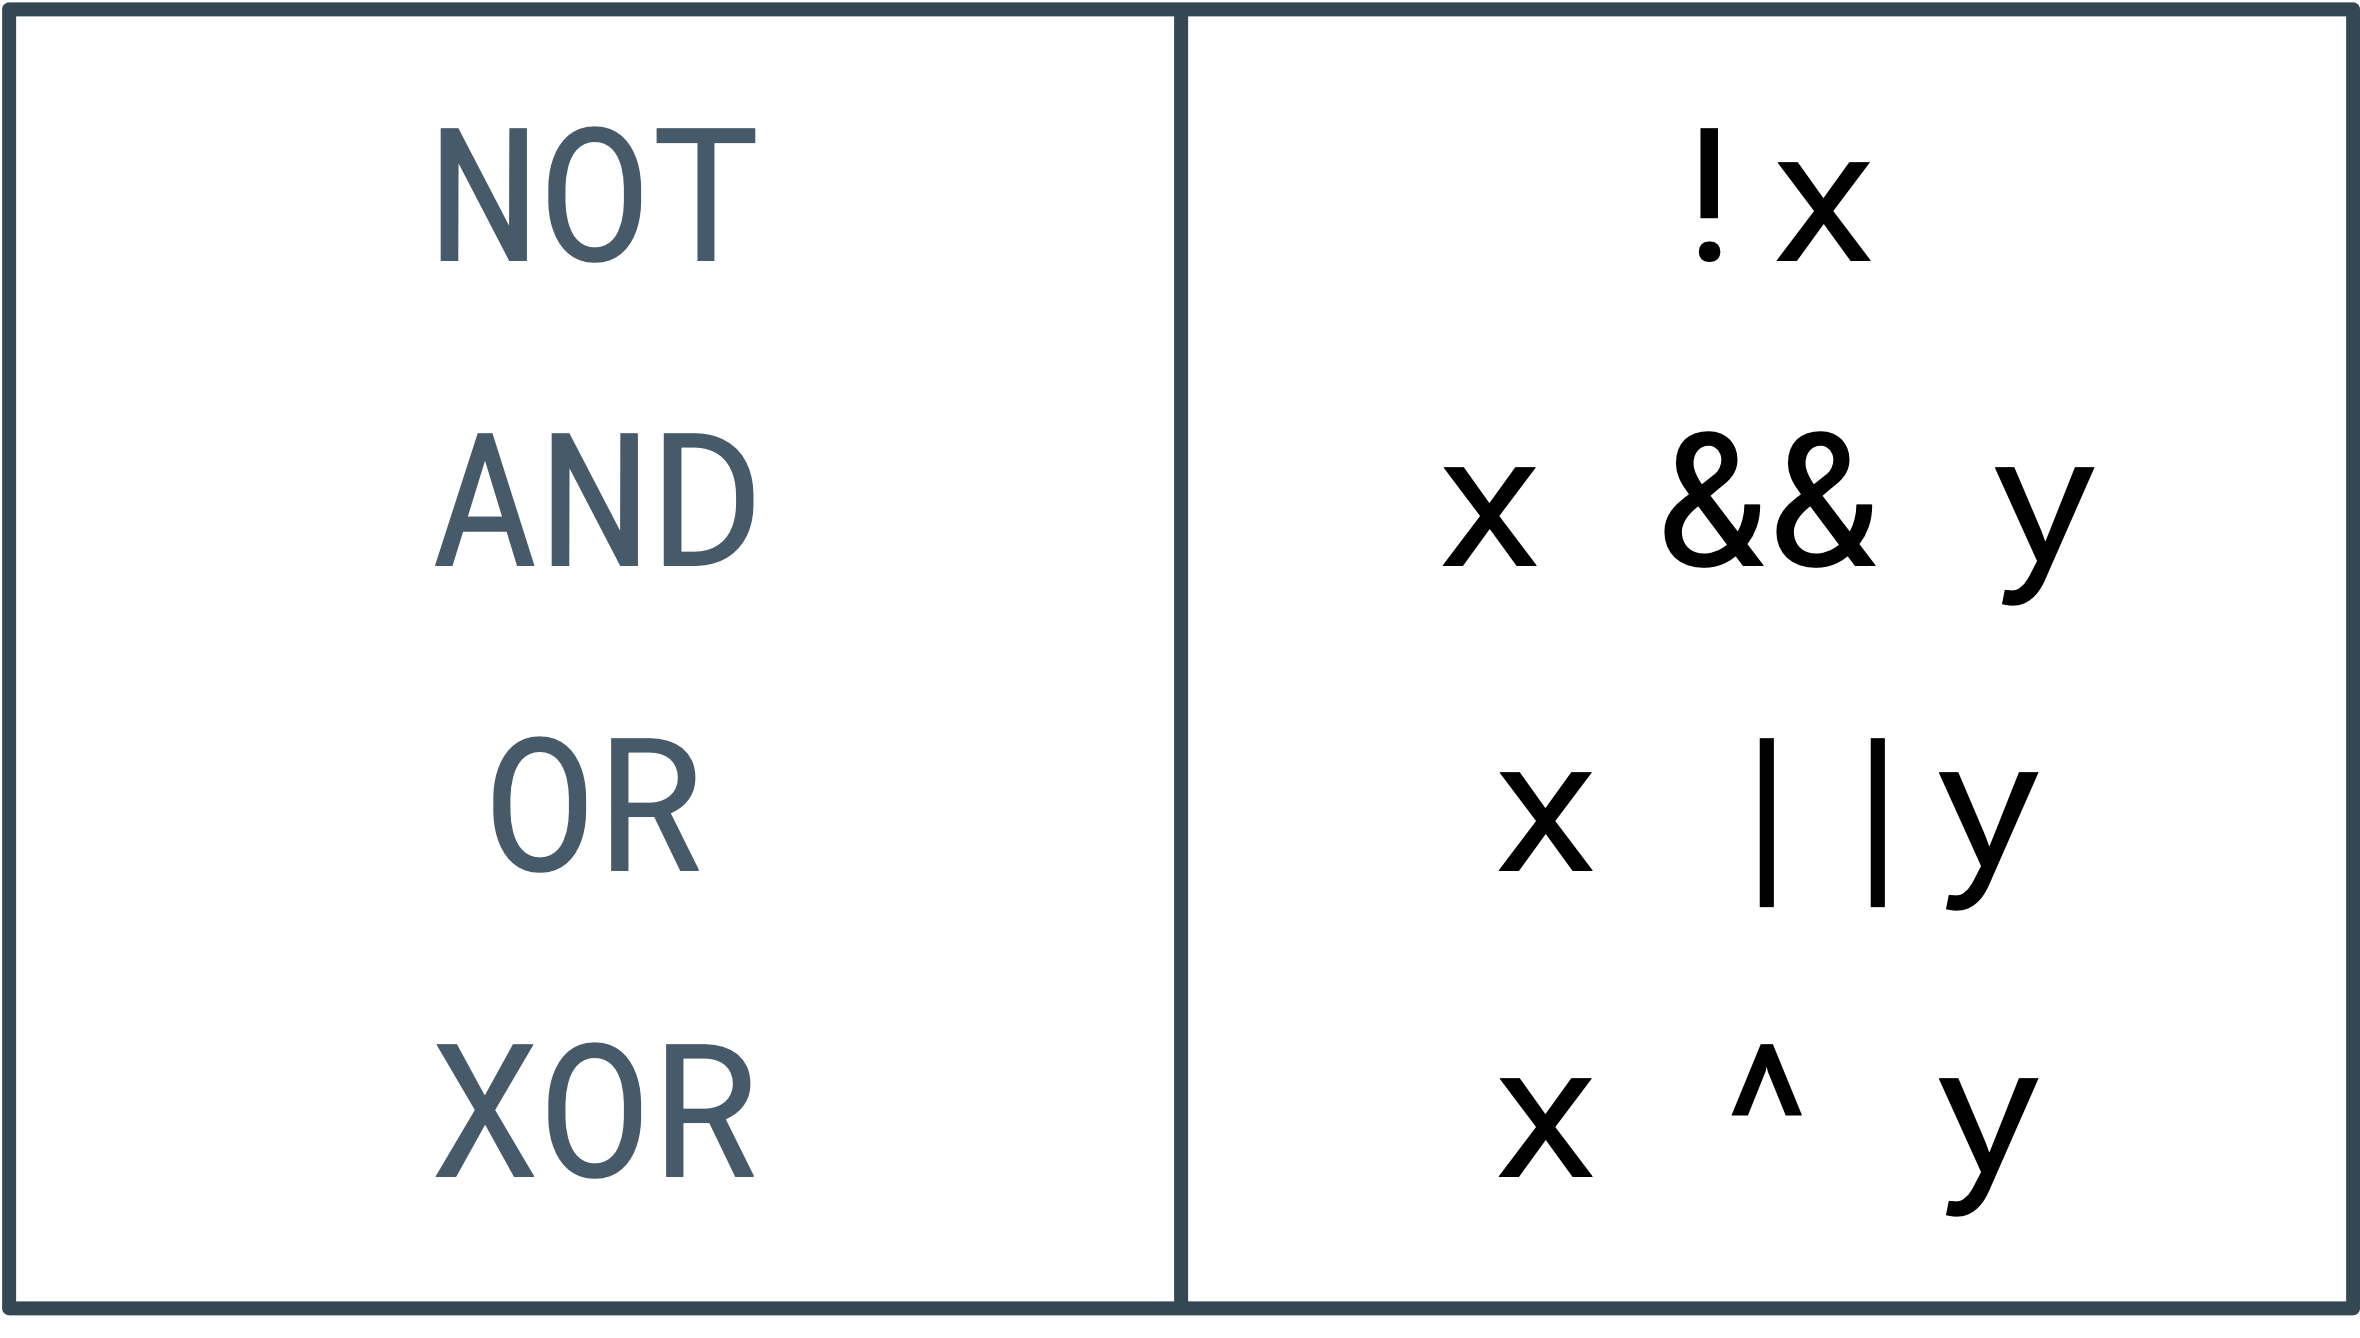 NOT !x
AND x && y
OR x ||y
XOR x ^ y